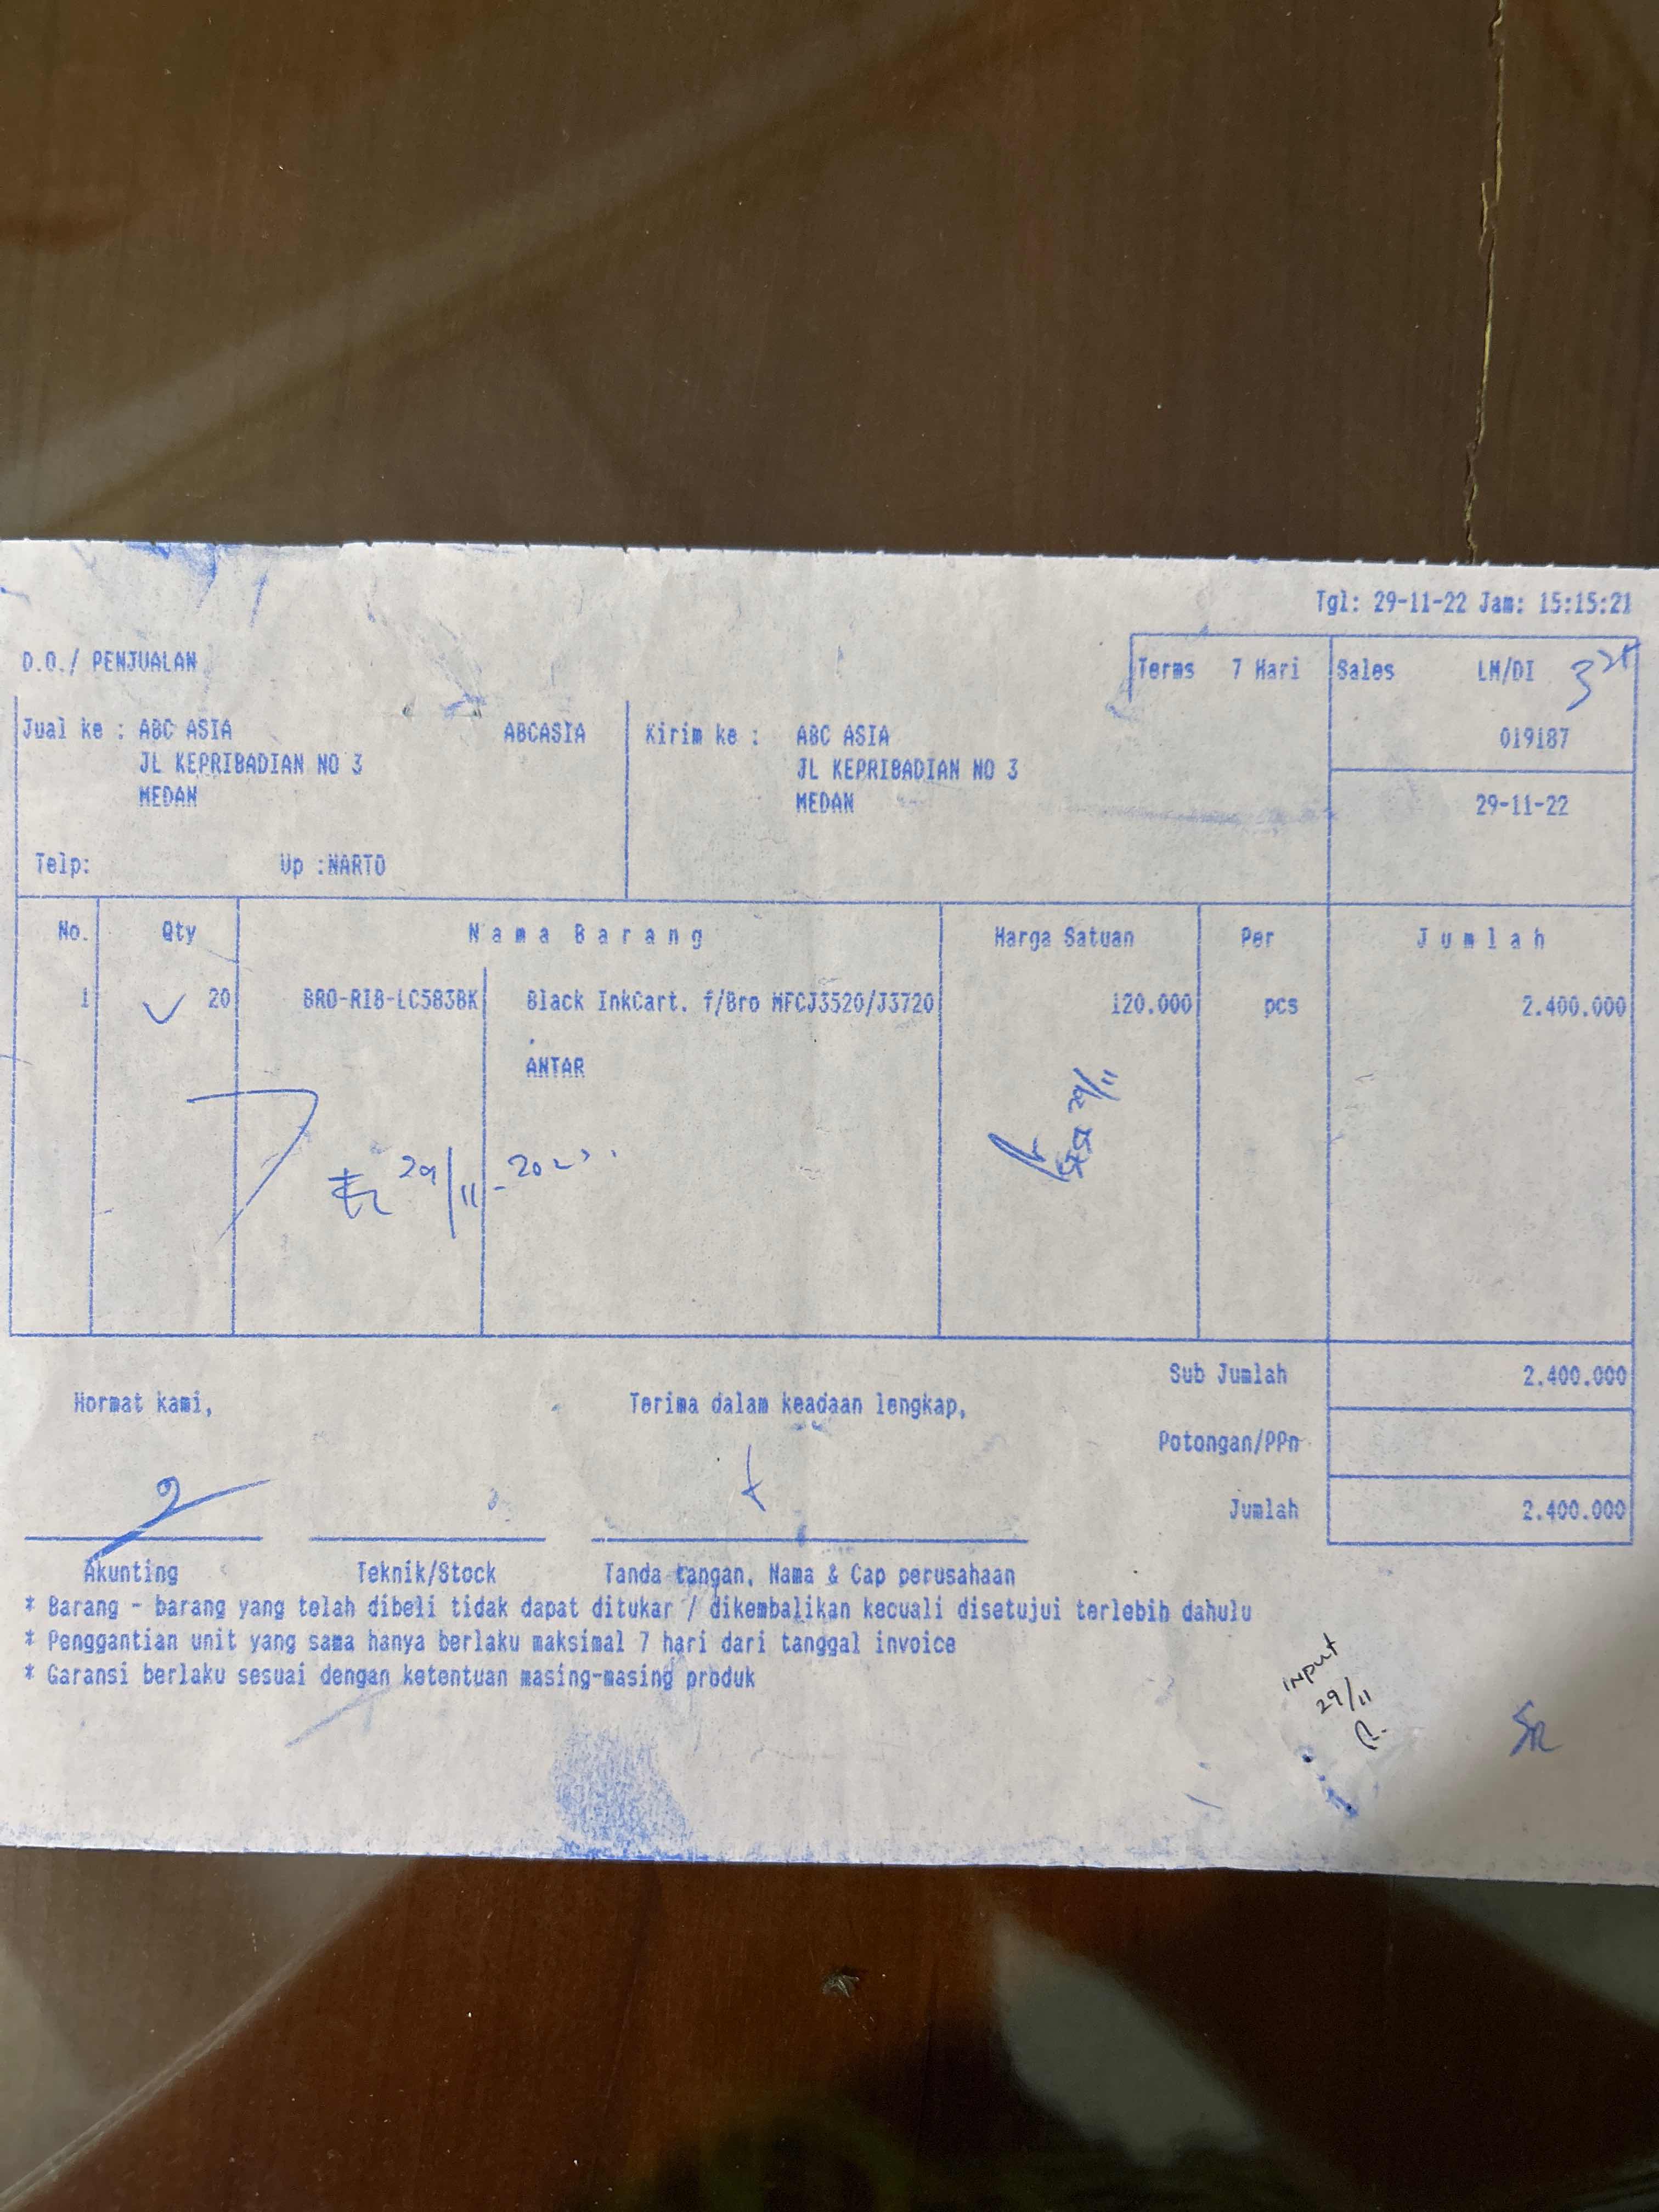 Tgl: 29-11-22 Jam: 15:15:21
D.O./ PENJUALAN
Terms 7 Hari Sales LM/DI
Jual ke : ABC ASIA ABCASIA Kirim ke : ABC ASIA 019187
JL KEPRIBADIAN NO 3 JL KEPRIBADIAN NO 3
MEDAN MEDAN 29-11-22
Telp: Up :NARTO
No. Qty Nama Barang Harga Satuan Per Jumlah
1 20 BRO-RIB-LC583BK Black InkCart. f/Bro MFCJ3520/J3720 120.000 pcs 2.400.000
.
ANTAR
29/11
29/11-2022
Sub Jumlah 2.400.000
Hormat kami, Terima dalam keadaan lengkap,
Potongan/PPn
Jumlah 2.400.000
Akunting Teknik/Stock Tanda tangan, Nama & Cap perusahaan
* Barang - barang yang telah dibeli tidak dapat ditukar / dikembalikan kecuali disetujui terlebih dahulu
* Penggantian unit yang sama hanya berlaku maksimal 7 hari dari tanggal invoice
* Garansi berlaku sesuai dengan ketentuan masing-masing produk
input
29/11